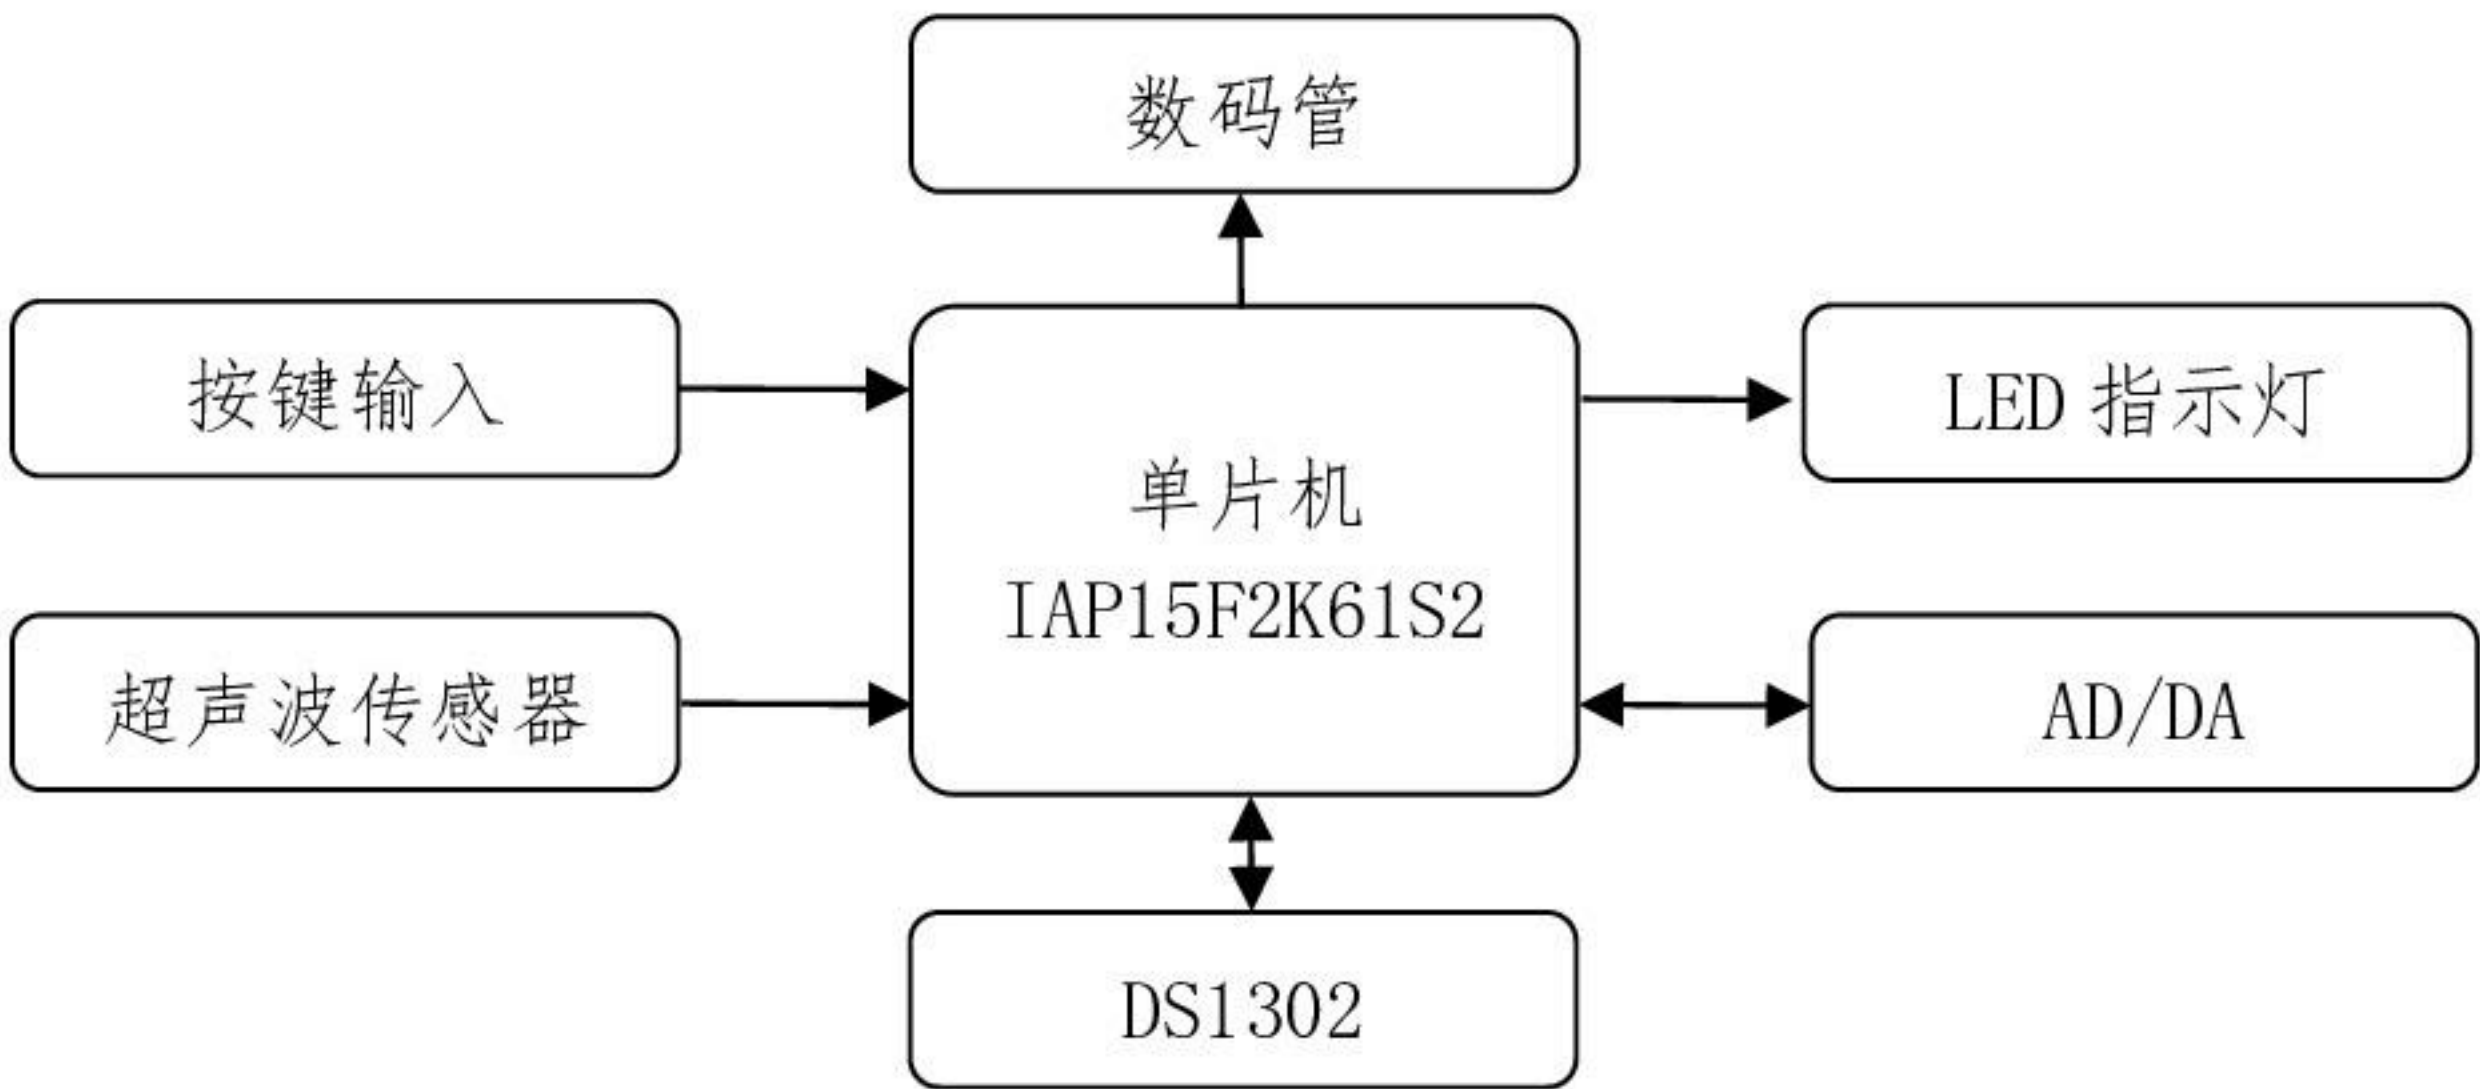 数码管
按键输入
LED 指示灯
单片机
IAP15F2K61S2
超声波传感器
AD/DA
DS1302